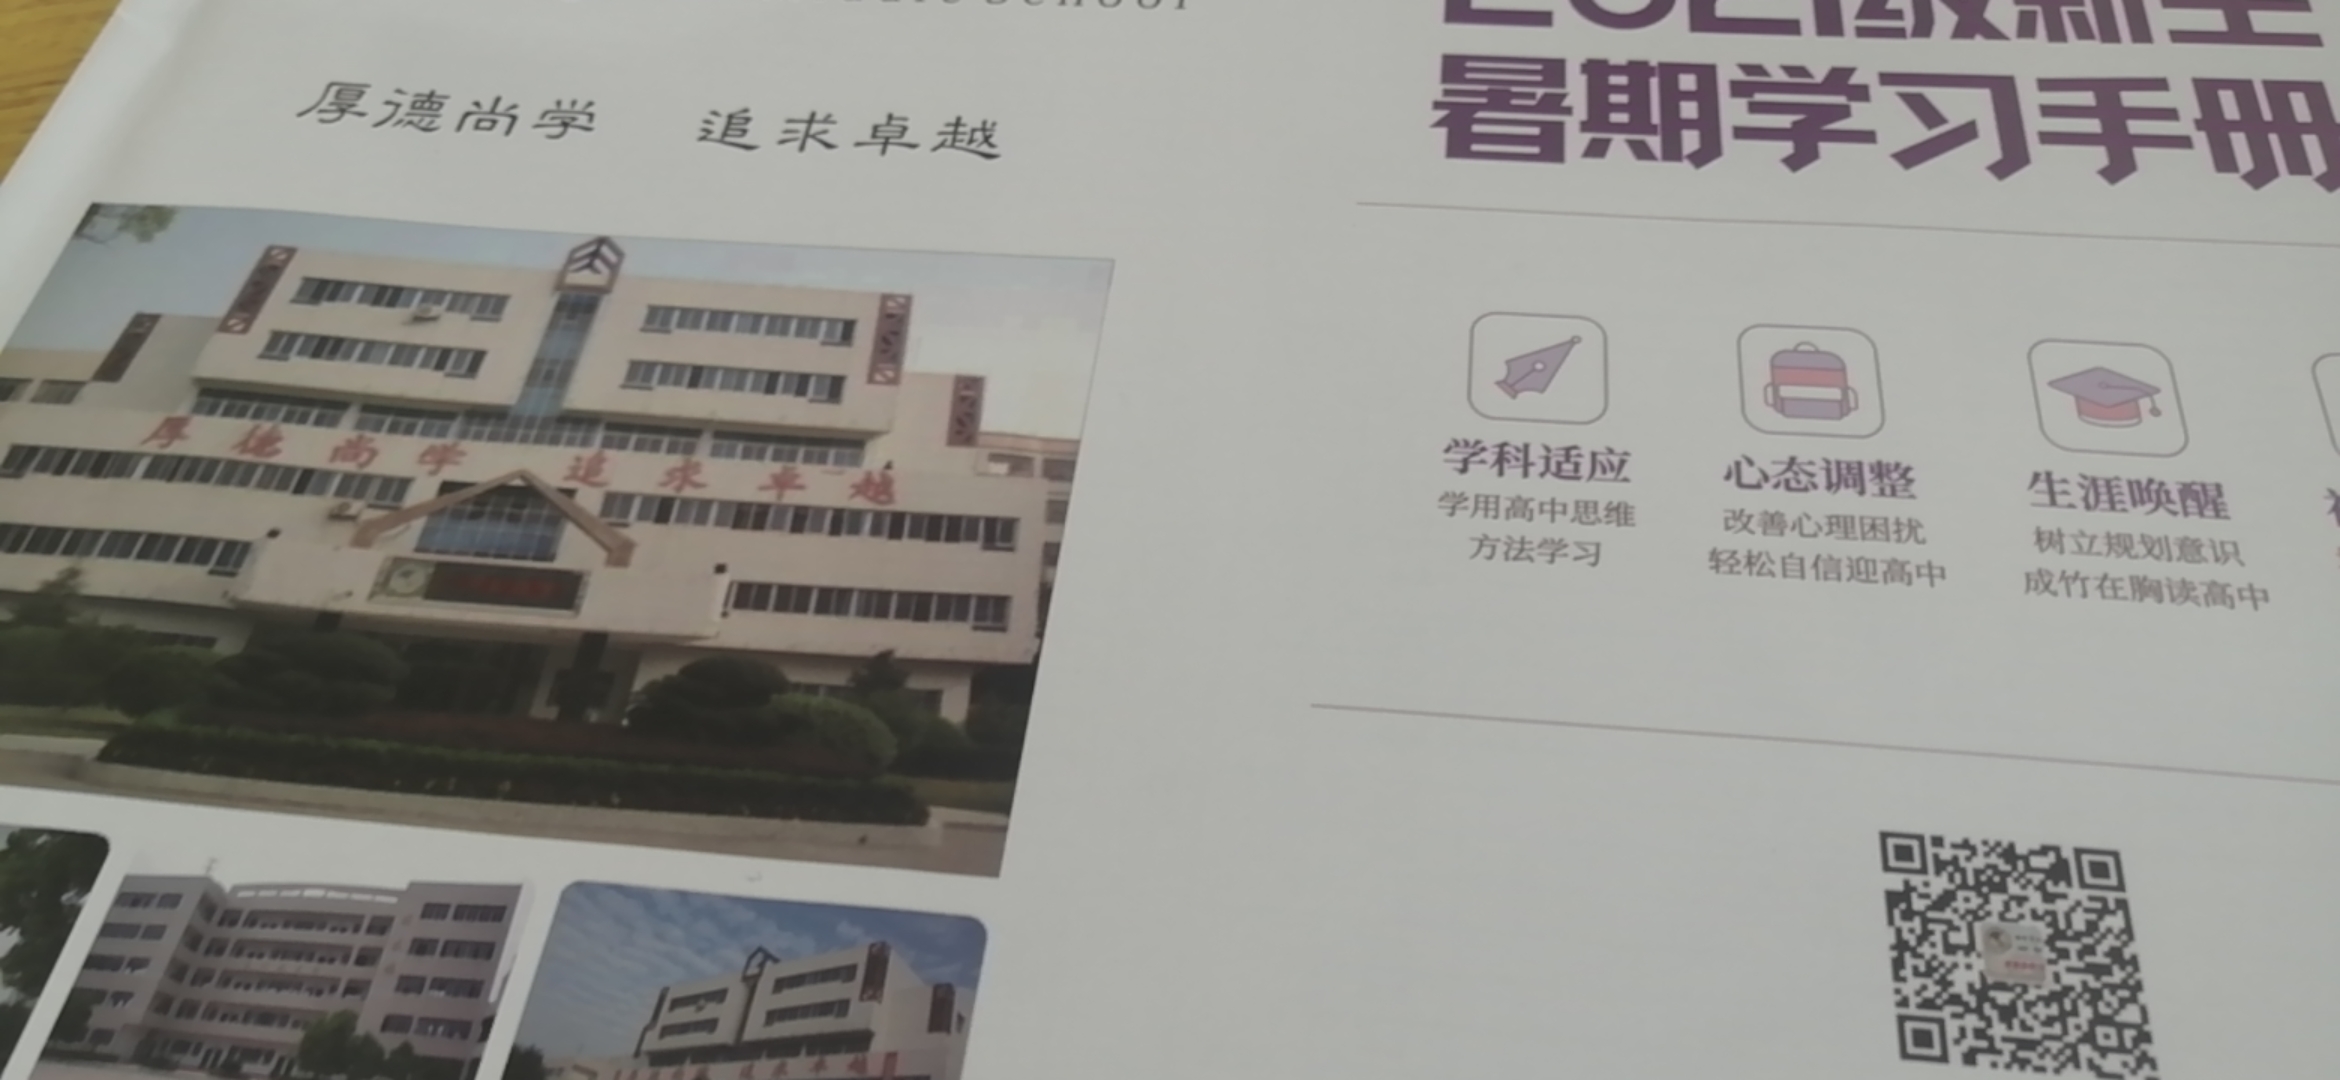 School
厚德尚学 追求卓越
厚德尚学 追求卓越
2021级新生
暑期学习手册
学科适应
学用高中思维
方法学习
心态调整
改善心理困扰
轻松自信迎高中
生涯唤醒
树立规划意识
成竹在胸读高中
追求卓越